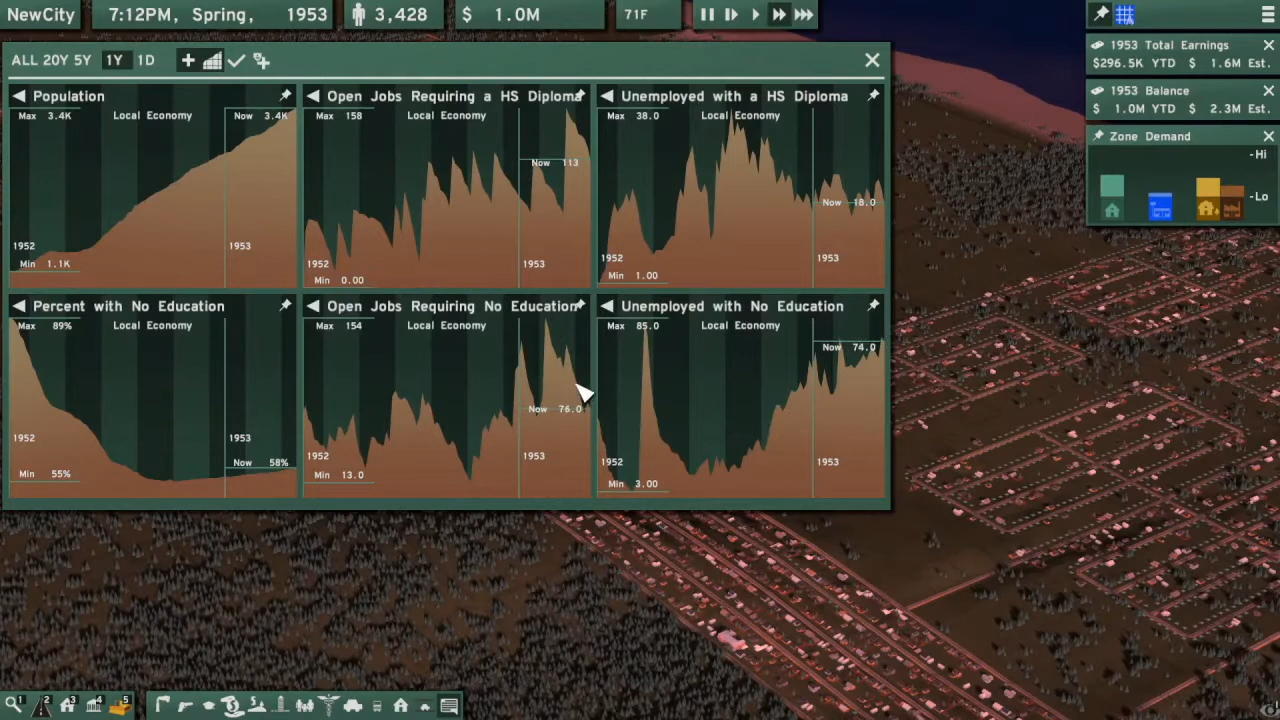 NewCity 7:12PM, Spring, 1953 3,428 $ 1.0M 71F
ALL 20Y 5Y 1Y 1D
1953 Total Earnings
$296.5K YTD $ 1.6M Est.
1953 Balance
$ 1.0M YTD $ 2.3M Est.
Zone Demand
-Hi
-Lo
Population
Max 3.4K Local Economy Now 3.4K
1952 1953
Min 1.1K
Open Jobs Requiring a HS Diploma
Max 158 Local Economy
Now 113
1952 1953
Min 0.00
Unemployed with a HS Diploma
Max 38.0 Local Economy
Now 18.0
1952 1953
Min 1.00
Percent with No Education
Max 89% Local Economy
1952 1953
Now 58%
Min 55%
Open Jobs Requiring No Education
Max 154 Local Economy
Now 76.0
1952 1953
Min 13.0
Unemployed with No Education
Max 85.0 Local Economy
Now 74.0
1952 1953
Min 3.00
1 2 3 4 5